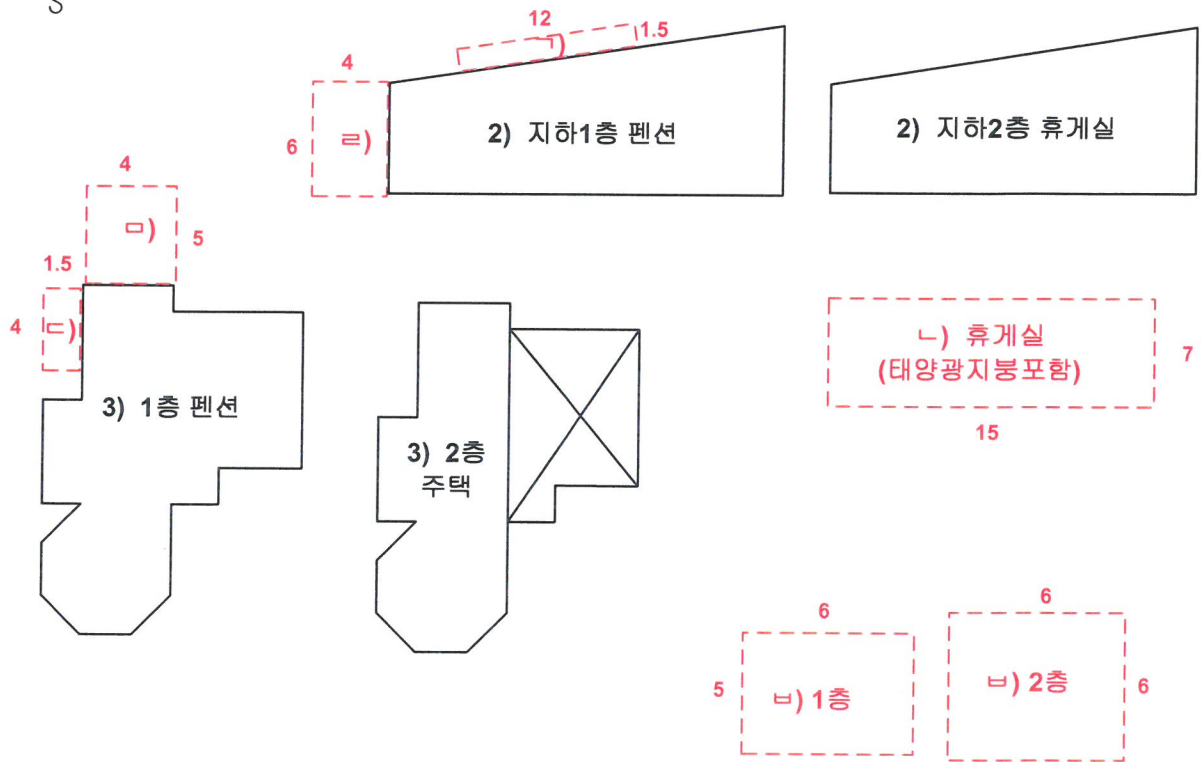 S
12
1.5
4
6
ㄹ)
ㄱ)
2) 지하1층 펜션
2) 지하2층 휴게실
4
ㅁ)
5
1.5
4
ㄷ)
3) 1층 펜션
3) 2층
주택
ㄴ) 휴게실
(태양광지붕포함)
7
15
6
5
ㅂ) 1층
6
ㅂ) 2층
6